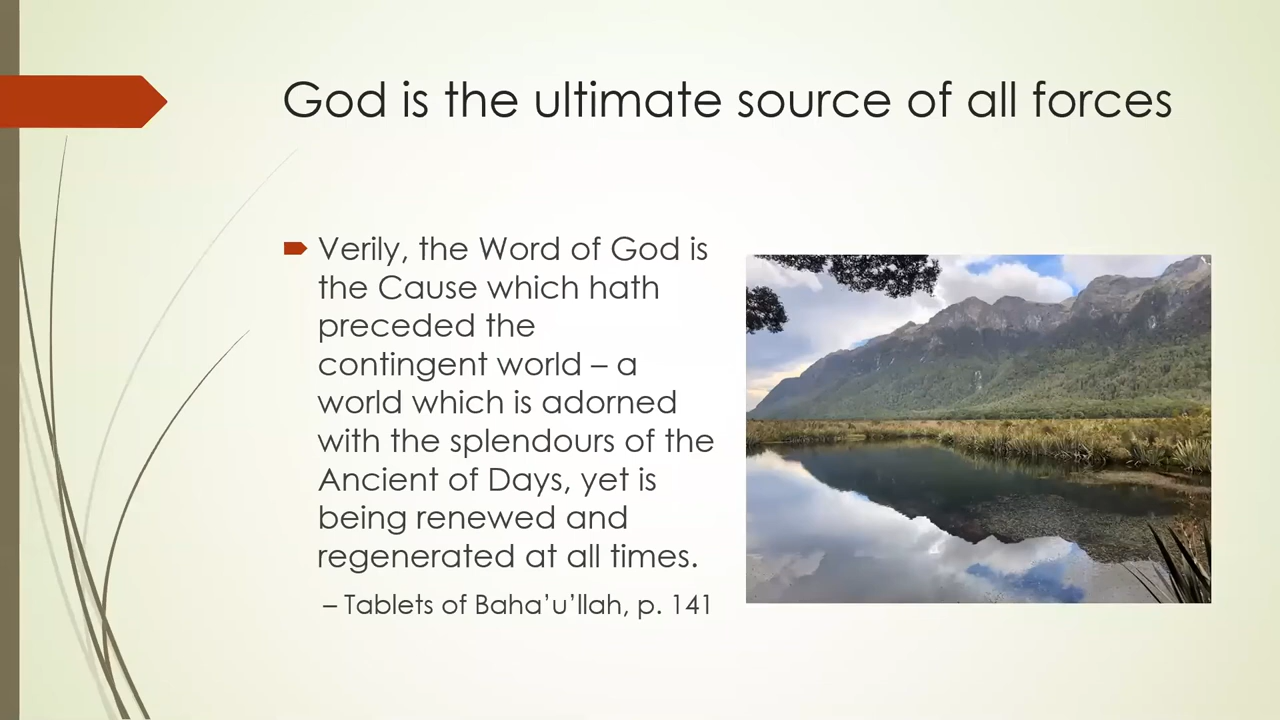 God is the ultimate source of all forces
Verily, the Word of God is
the Cause which hath
preceded the
contingent world – a
world which is adorned
with the splendours of the
Ancient of Days, yet is
being renewed and
regenerated at all times.
– Tablets of Baha’u’llah, p. 141